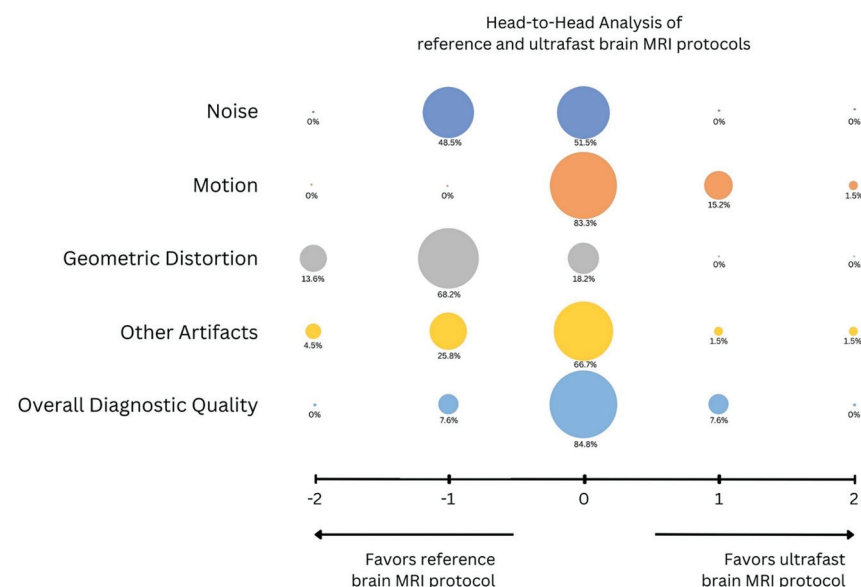 Head-to-Head Analysis of
reference and ultrafast brain MRI protocols
Noise
0%
48.5%
51.5%
0%
0%
Motion
0%
0%
83.3%
15.2%
1.5%
Geometric Distortion
13.6%
68.2%
18.2%
0%
0%
Other Artifacts
4.5%
25.8%
66.7%
1.5%
1.5%
Overall Diagnostic Quality
0%
7.6%
84.8%
7.6%
0%
-2 -1 0 1 2
Favors reference
brain MRI protocol
Favors ultrafast
brain MRI protocol